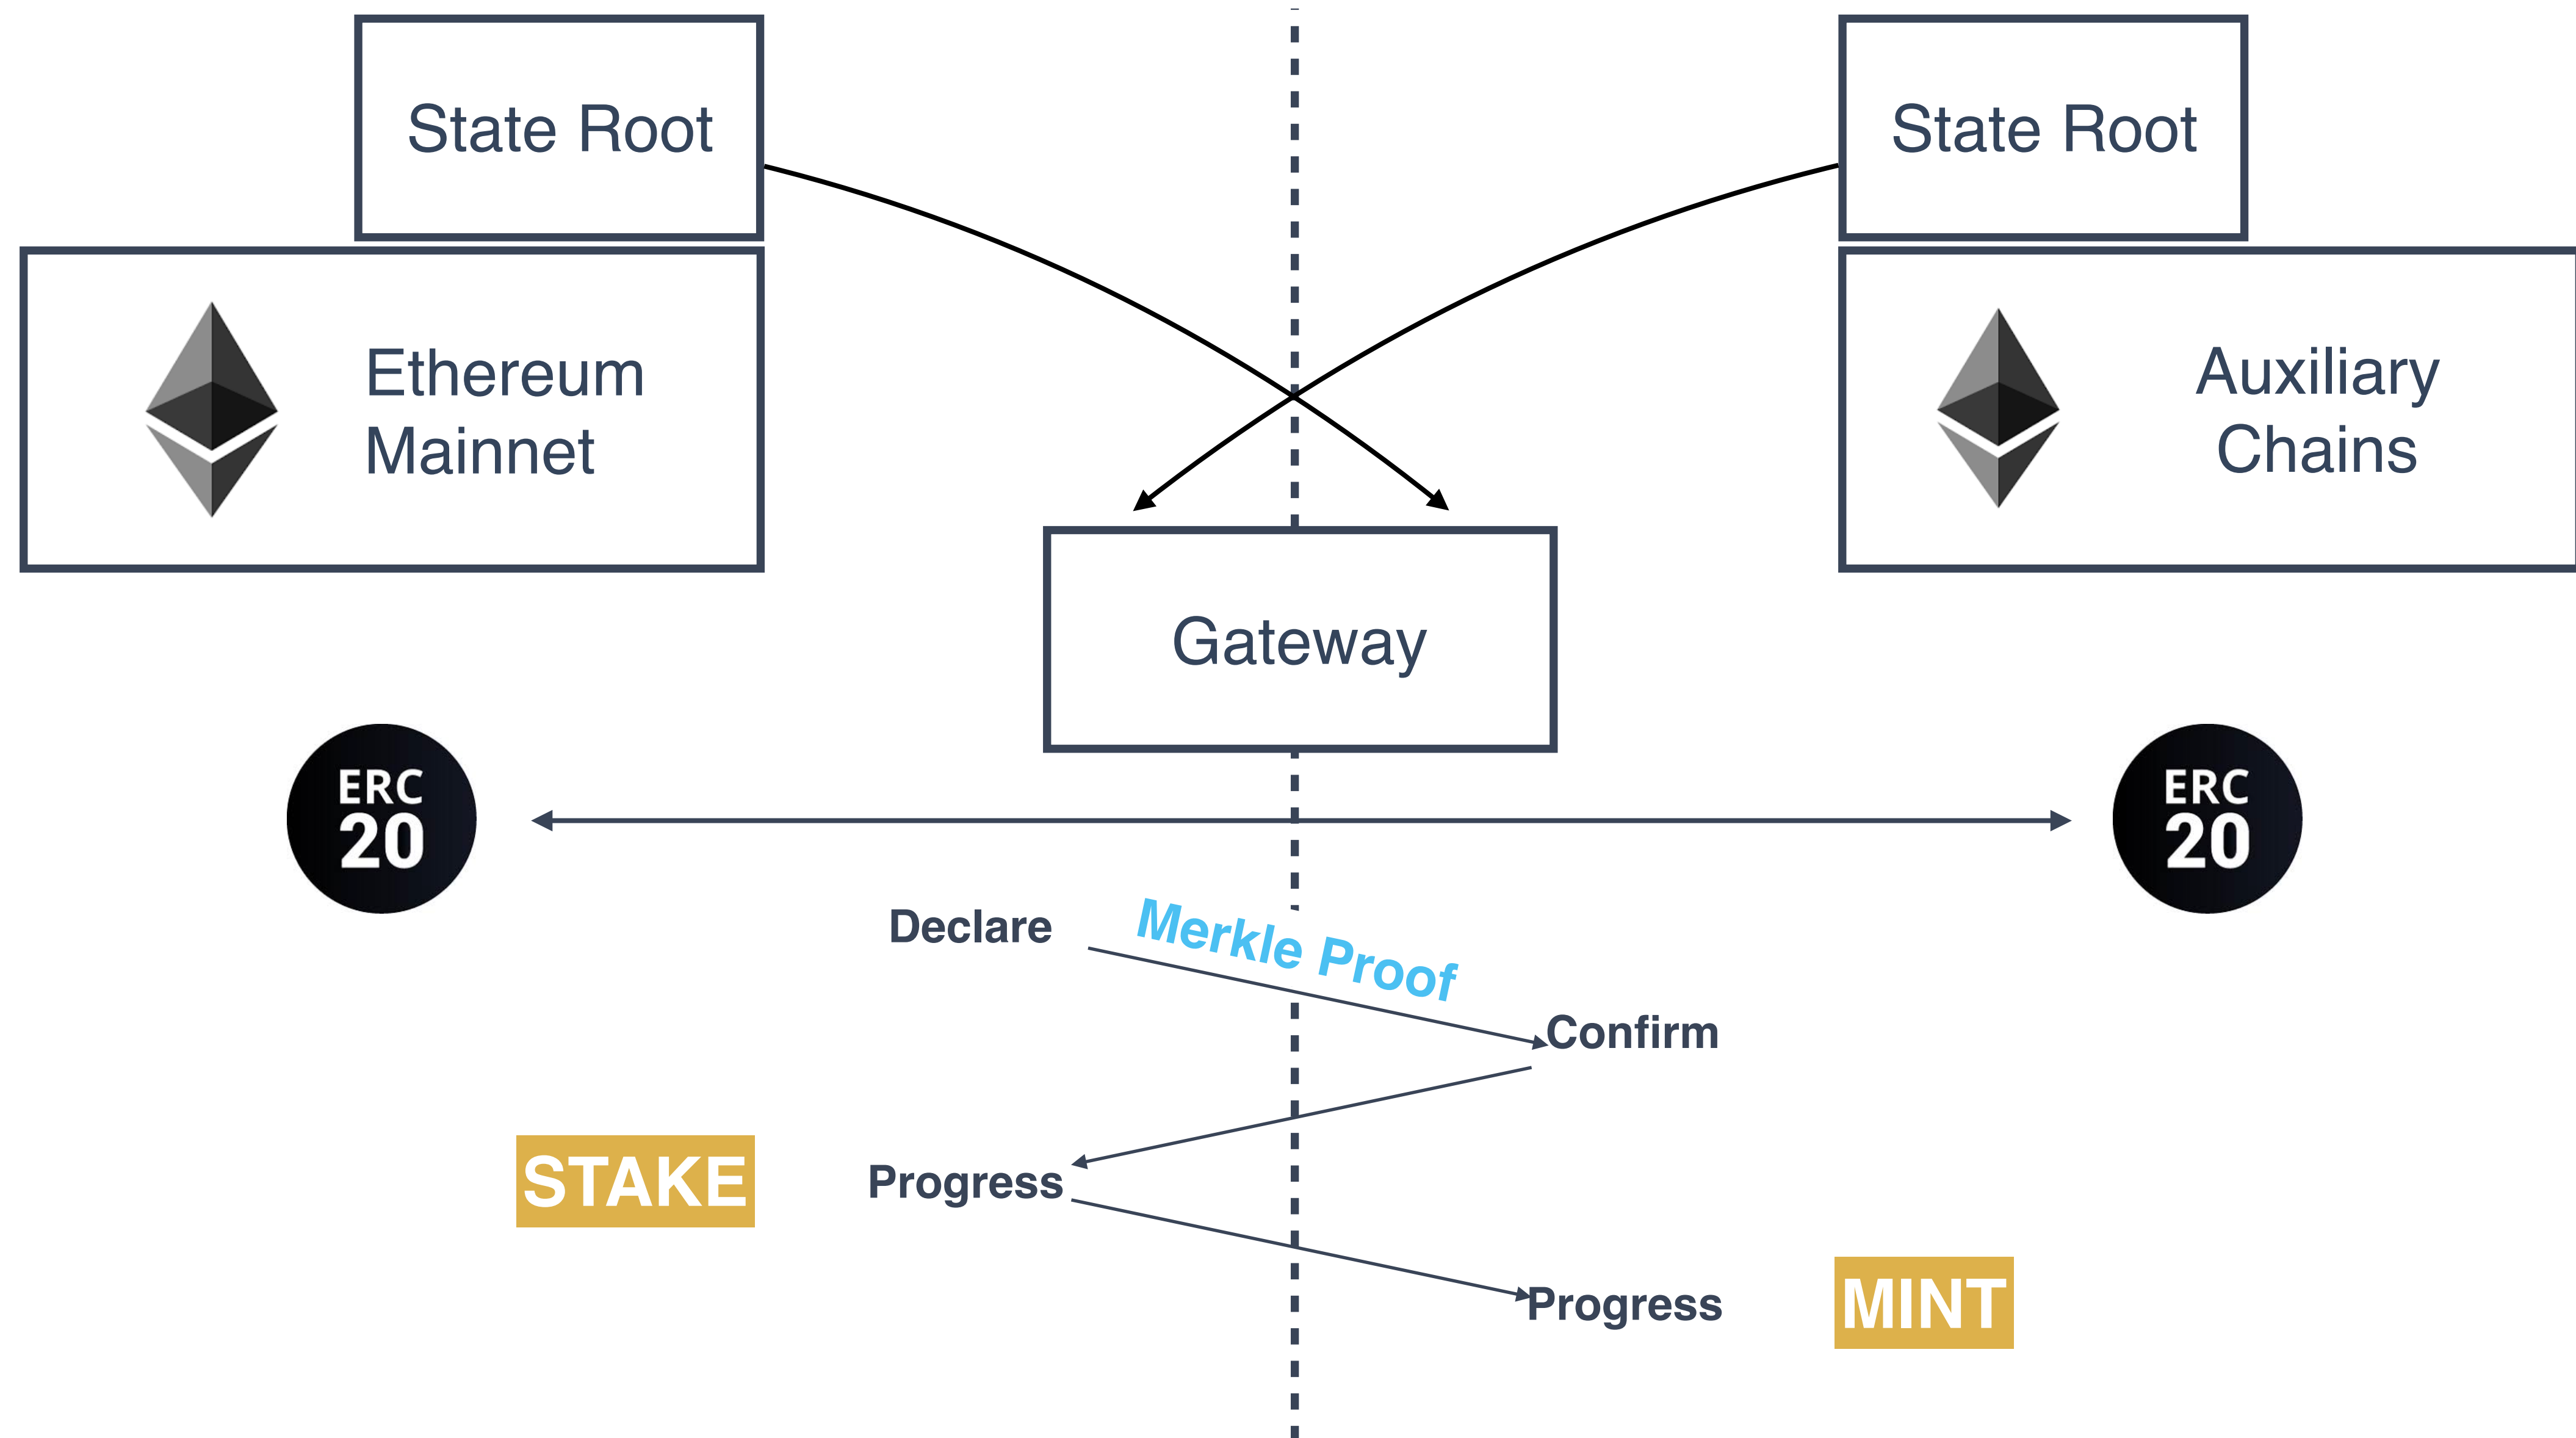 State Root
State Root
Ethereum
Mainnet
Auxiliary
Chains
Gateway
ERC
20
ERC
20
Declare
Merkle Proof
Confirm
STAKE
Progress
Progress
MINT